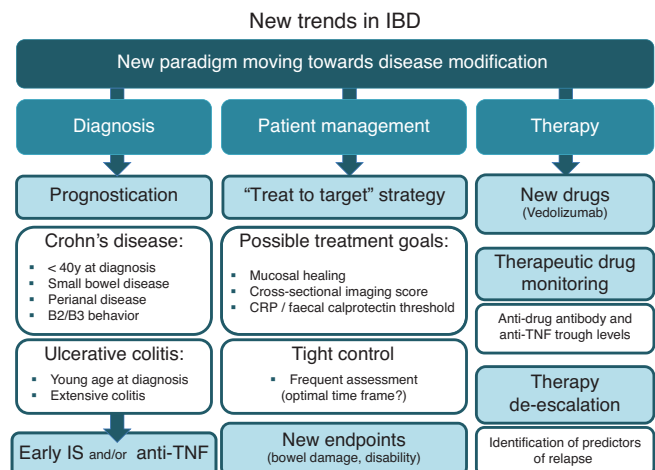 New trends in IBD
New paradigm moving towards disease modification
Diagnosis
Prognostication
Crohn's disease:
▪ < 40y at diagnosis
▪ Small bowel disease
▪ Perianal disease
▪ B2/B3 behavior
Ulcerative colitis:
▪ Young age at diagnosis
▪ Extensive colitis
Early IS and/or anti-TNF
Patient management
“Treat to target” strategy
Possible treatment goals:
▪ Mucosal healing
▪ Cross-sectional imaging score
▪ CRP / faecal calprotectin threshold
Tight control
▪ Frequent assessment
(optimal time frame?)
New endpoints
(bowel damage, disability)
Therapy
New drugs
(Vedolizumab)
Therapeutic drug
monitoring
Anti-drug antibody and
anti-TNF trough levels
Therapy
de-escalation
Identification of predictors
of relapse